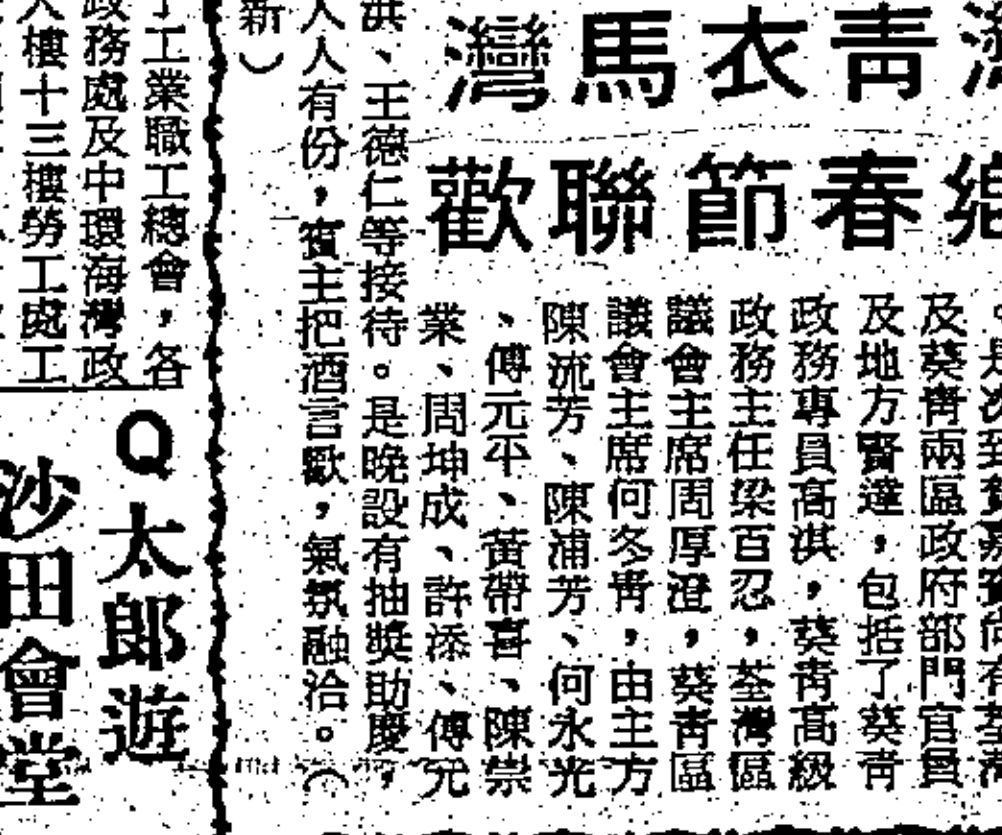 青衣馬灣
春節聯歡
及葵青兩區政府部門官員
及地方賢達，包括了葵青
政務專員高淇，葵青高級
政務主任梁百忍，荃灣區
議會主席周厚澄，葵青區
議會主席何冬青，由主方
陳流芳、陳浦芳、何永光
、傅元平、黃帶喜、陳崇
業、周坤成、許添、傅元
洪、王德仁等接待。是晚設有抽獎助慶，
人人有份，賓主把酒言歡，氣氛融洽。（
新）
工業職工總會，各
政務處及中環海灣政
樓十三樓勞工處工
Q太郎遊
沙田會堂